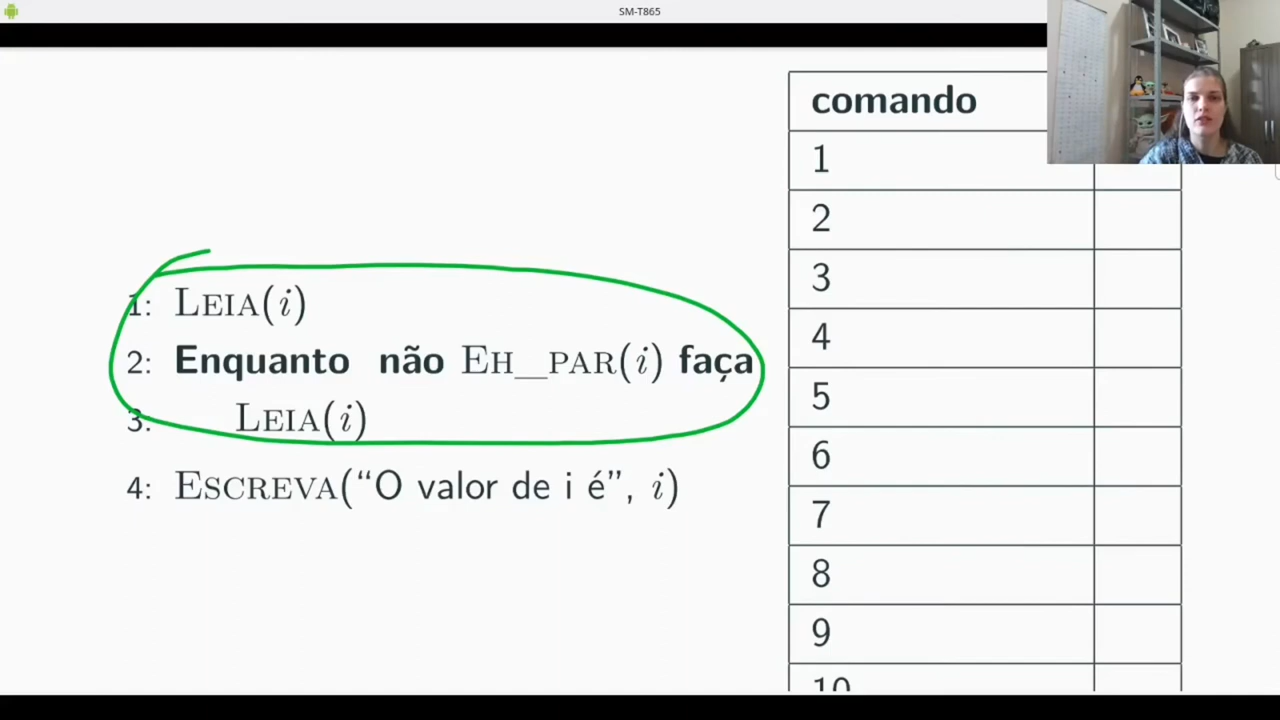 SM-T865
1: LEIA(i)
2: Enquanto não EH_PAR(i) faça
3: LEIA(i)
4: ESCREVA(“O valor de i é”, i)
comando
1
2
3
4
5
6
7
8
9
10